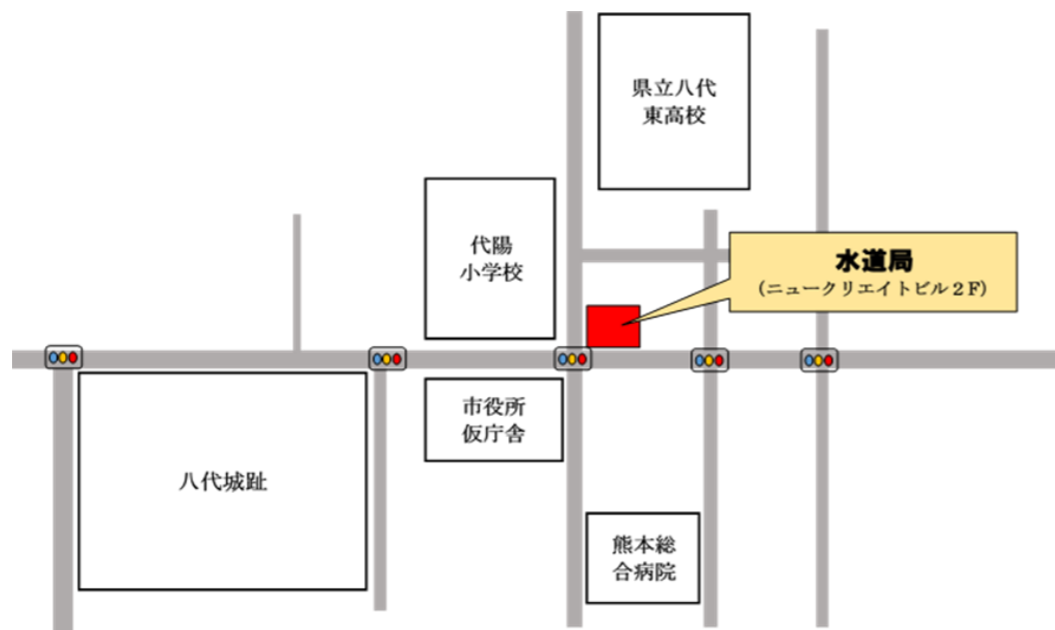 県立八代
東高校
代陽
小学校
水道局
（ニュークリエイトビル２Ｆ）
市役所
仮庁舎
八代城趾
熊本総
合病院